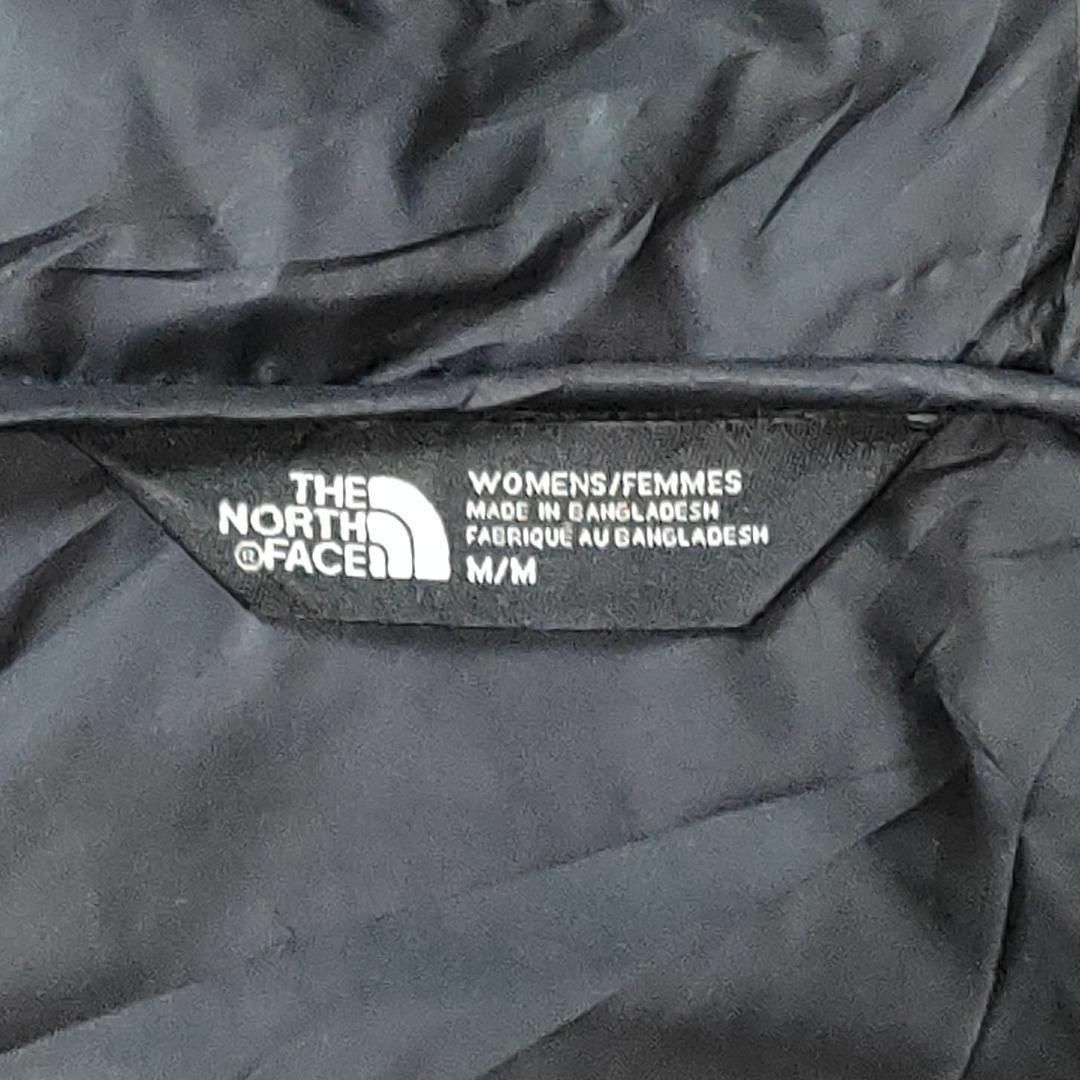 THE
NORTH
®FACE
WOMENS/FEMMES
MADE IN BANGLADESH
FABRIQUÉ AU BANGLADESH
M/M